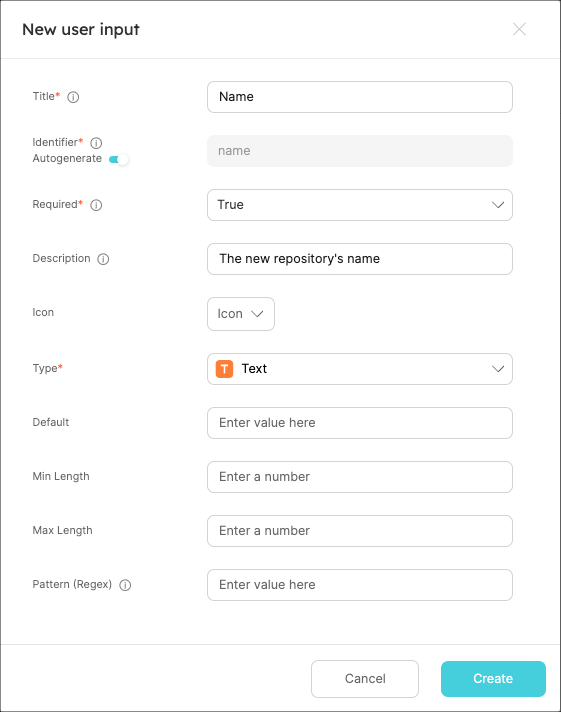 New user input
Title*
Name
Identifier*
Autogenerate
name
Required*
True
Description
The new repository's name
Icon
Icon
Type*
T Text
Default
Enter value here
Min Length
Enter a number
Max Length
Enter a number
Pattern (Regex)
Enter value here
Cancel
Create